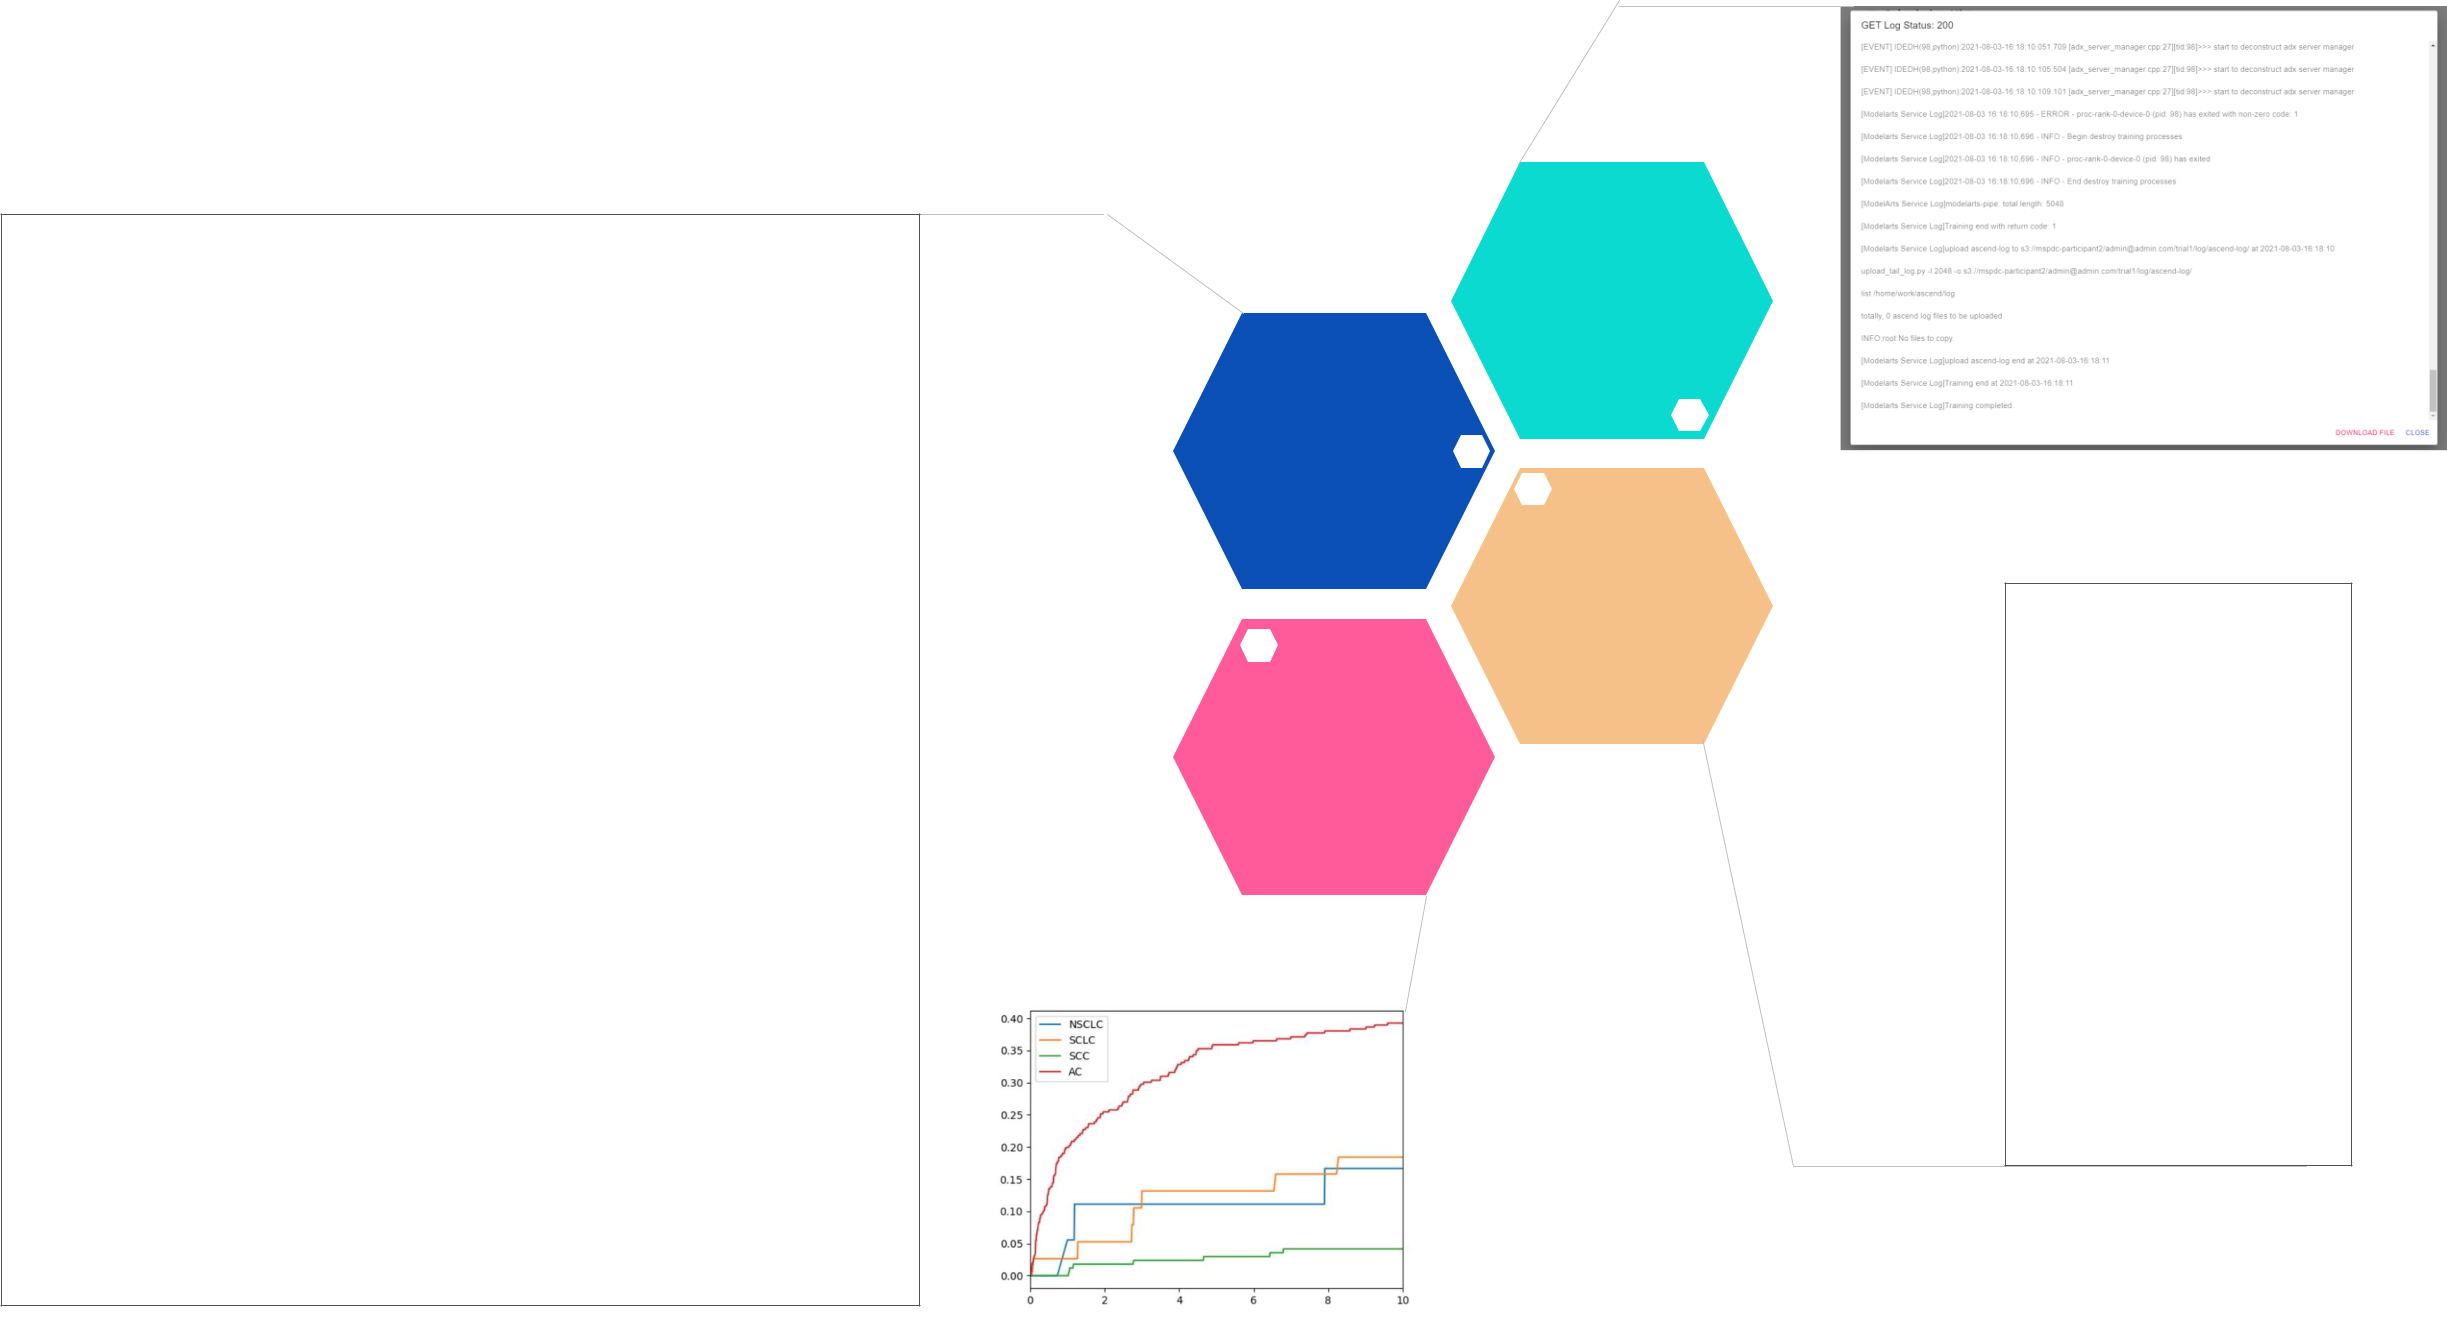 GET Log Status: 200
[EVENT] IDEDH(98,python):2021-08-03-16:18:10.051.709 [adx_server_manager.cpp:27][tid:98]>>> start to deconstruct adx server manager
[EVENT] IDEDH(98,python):2021-08-03-16:18:10.105.504 [adx_server_manager.cpp:27][tid:98]>>> start to deconstruct adx server manager
[EVENT] IDEDH(98,python):2021-08-03-16:18:10.109.101 [adx_server_manager.cpp:27][tid:98]>>> start to deconstruct adx server manager
[Modelarts Service Log]2021-08-03 16:18:10,695 - ERROR - proc-rank-0-device-0 (pid: 98) has exited with non-zero code: 1
[Modelarts Service Log]2021-08-03 16:18:10,696 - INFO - Begin destroy training processes
[Modelarts Service Log]2021-08-03 16:18:10,696 - INFO - proc-rank-0-device-0 (pid: 98) has exited
[Modelarts Service Log]2021-08-03 16:18:10,696 - INFO - End destroy training processes
[ModelArts Service Log]modelarts-pipe: total length: 5048
[Modelarts Service Log]Training end with return code: 1
[Modelarts Service Log]upload ascend-log to s3://mspdc-participant2/admin@admin.com/trial1/log/ascend-log/ at 2021-08-03-16:18:10
upload_tail_log.py -l 2048 -o s3://mspdc-participant2/admin@admin.com/trial1/log/ascend-log/
list /home/work/ascend/log
totally, 0 ascend log files to be uploaded
INFO:root:No files to copy.
[Modelarts Service Log]upload ascend-log end at 2021-08-03-16:18:11
[Modelarts Service Log]Training end at 2021-08-03-16:18:11
[Modelarts Service Log]Training completed.
DOWNLOAD FILE CLOSE
NSCLC
SCLC
SCC
AC
0.40
0.35
0.30
0.25
0.20
0.15
0.10
0.05
0.00
0 2 4 6 8 10